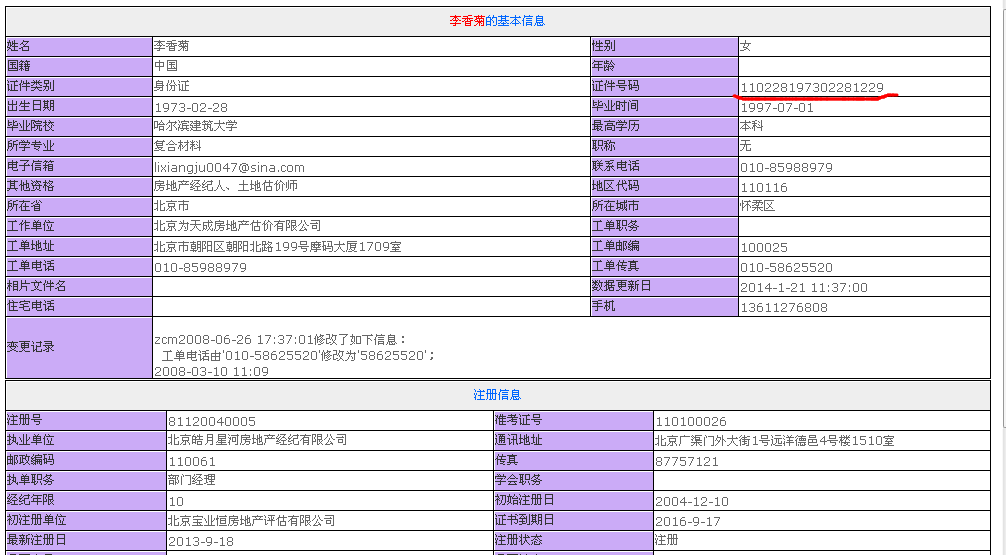 李香菊的基本信息
姓名 李香菊 性别 女
国籍 中国 年龄
证件类别 身份证 证件号码 110228197302281229
出生日期 1973-02-28 毕业时间 1997-07-01
毕业院校 哈尔滨建筑大学 最高学历 本科
所学专业 复合材料 职称 无
电子信箱 lixiangju0047@sina.com 联系电话 010-85988979
其他资格 房地产经纪人、土地估价师 地区代码 110116
所在省 北京市 所在城市 怀柔区
工作单位 北京为天成房地产估价有限公司 工单职务
工单地址 北京市朝阳区朝阳北路199号摩码大厦1709室 工单邮编 100025
工单电话 010-85988979 工单传真 010-58625520
相片文件名 数据更新日 2014-1-21 11:37:00
住宅电话 手机 13611276808
变更记录
zcm2008-06-26 17:37:01修改了如下信息：
工单电话由'010-58625520'修改为'58625520'；
2008-03-10 11:09
注册信息
注册号 81120040005 准考证号 110100026
执业单位 北京皓月星河房地产经纪有限公司 通讯地址 北京广渠门外大街1号远洋德邑4号楼1510室
邮政编码 110061 传真 87757121
执单职务 部门经理 学会职务
经纪年限 10 初始注册日 2004-12-10
初注册单位 北京宝业恒房地产评估有限公司 证书到期日 2016-9-17
最新注册日 2013-9-18 注册状态 注册